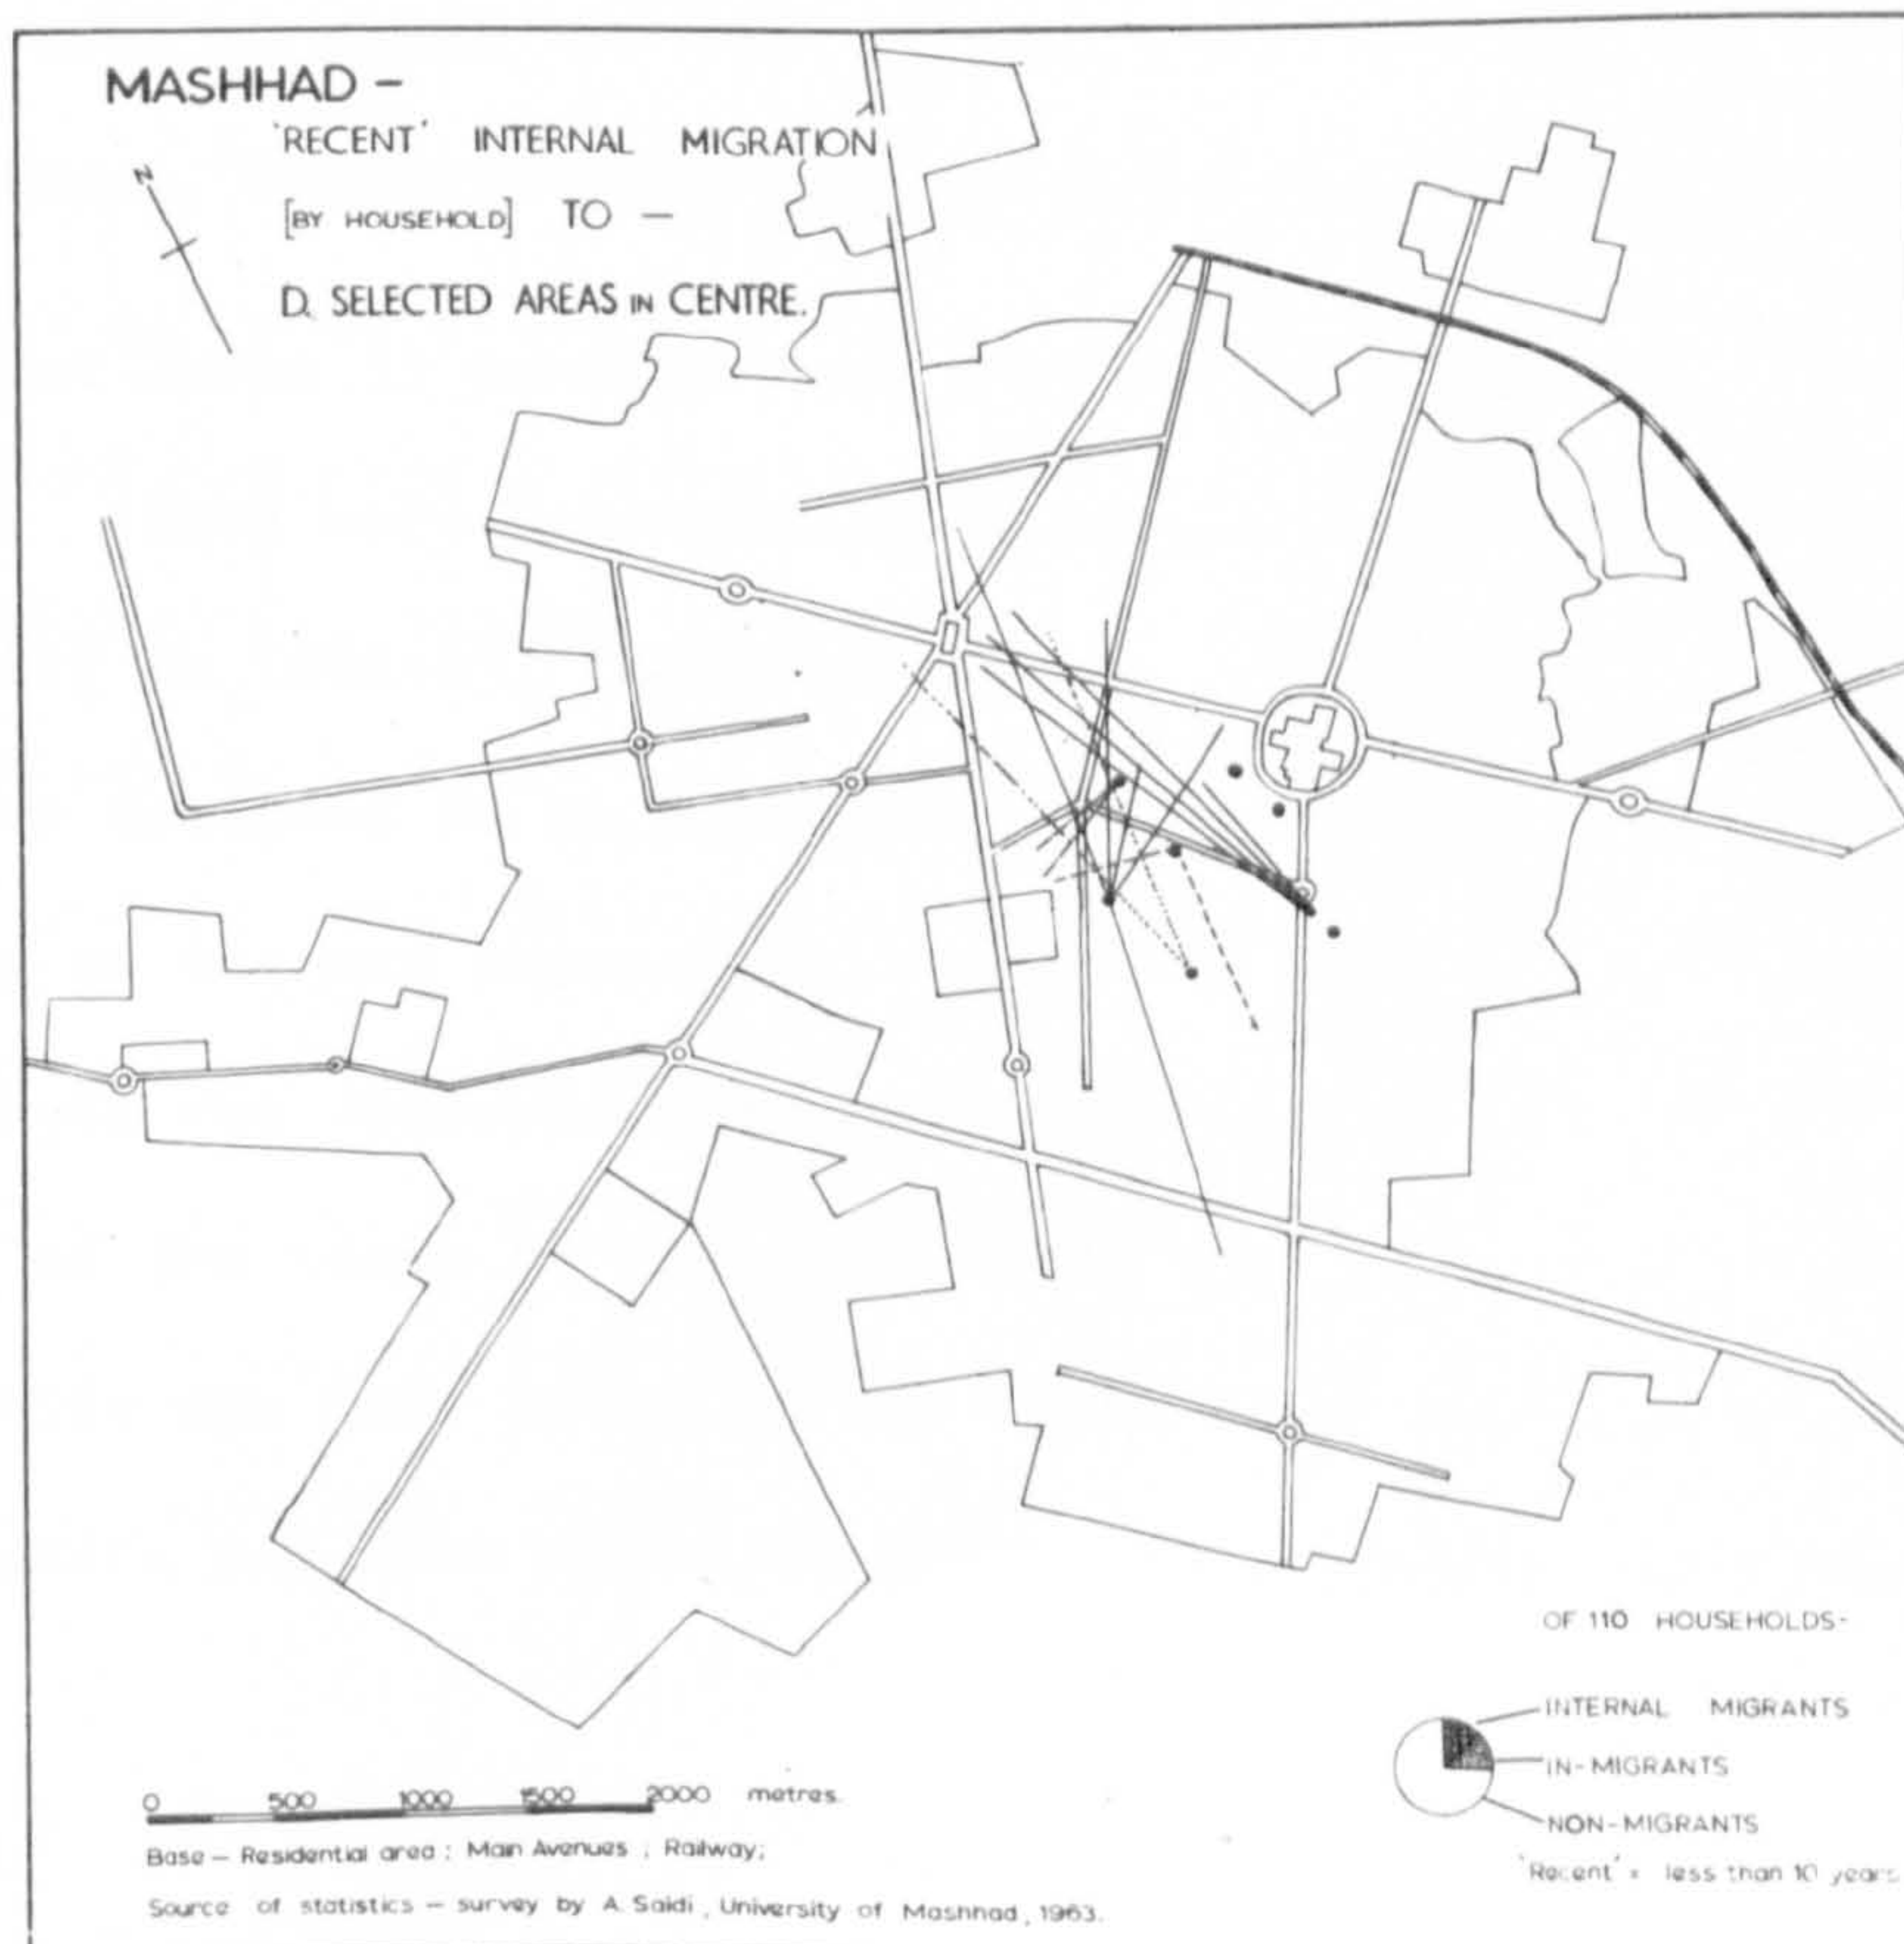 MASHHAD –
'RECENT' INTERNAL MIGRATION
[BY HOUSEHOLD] TO —
D. SELECTED AREAS IN CENTRE.
N
OF 110 HOUSEHOLDS-
INTERNAL MIGRANTS
IN-MIGRANTS
NON-MIGRANTS
'Recent' = less than 10 years
0 500 1000 1500 2000 metres.
Base – Residential area ; Main Avenues ; Railway;
Source of statistics – survey by A. Saidi, University of Mashhad, 1963.